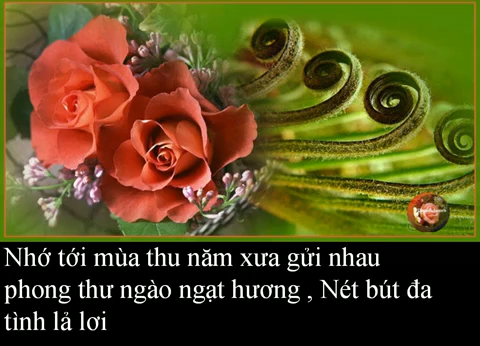 Nhớ tới mùa thu năm xưa gửi nhau
phong thư ngào ngạt hương , Nét bút đa
tình lả lơi